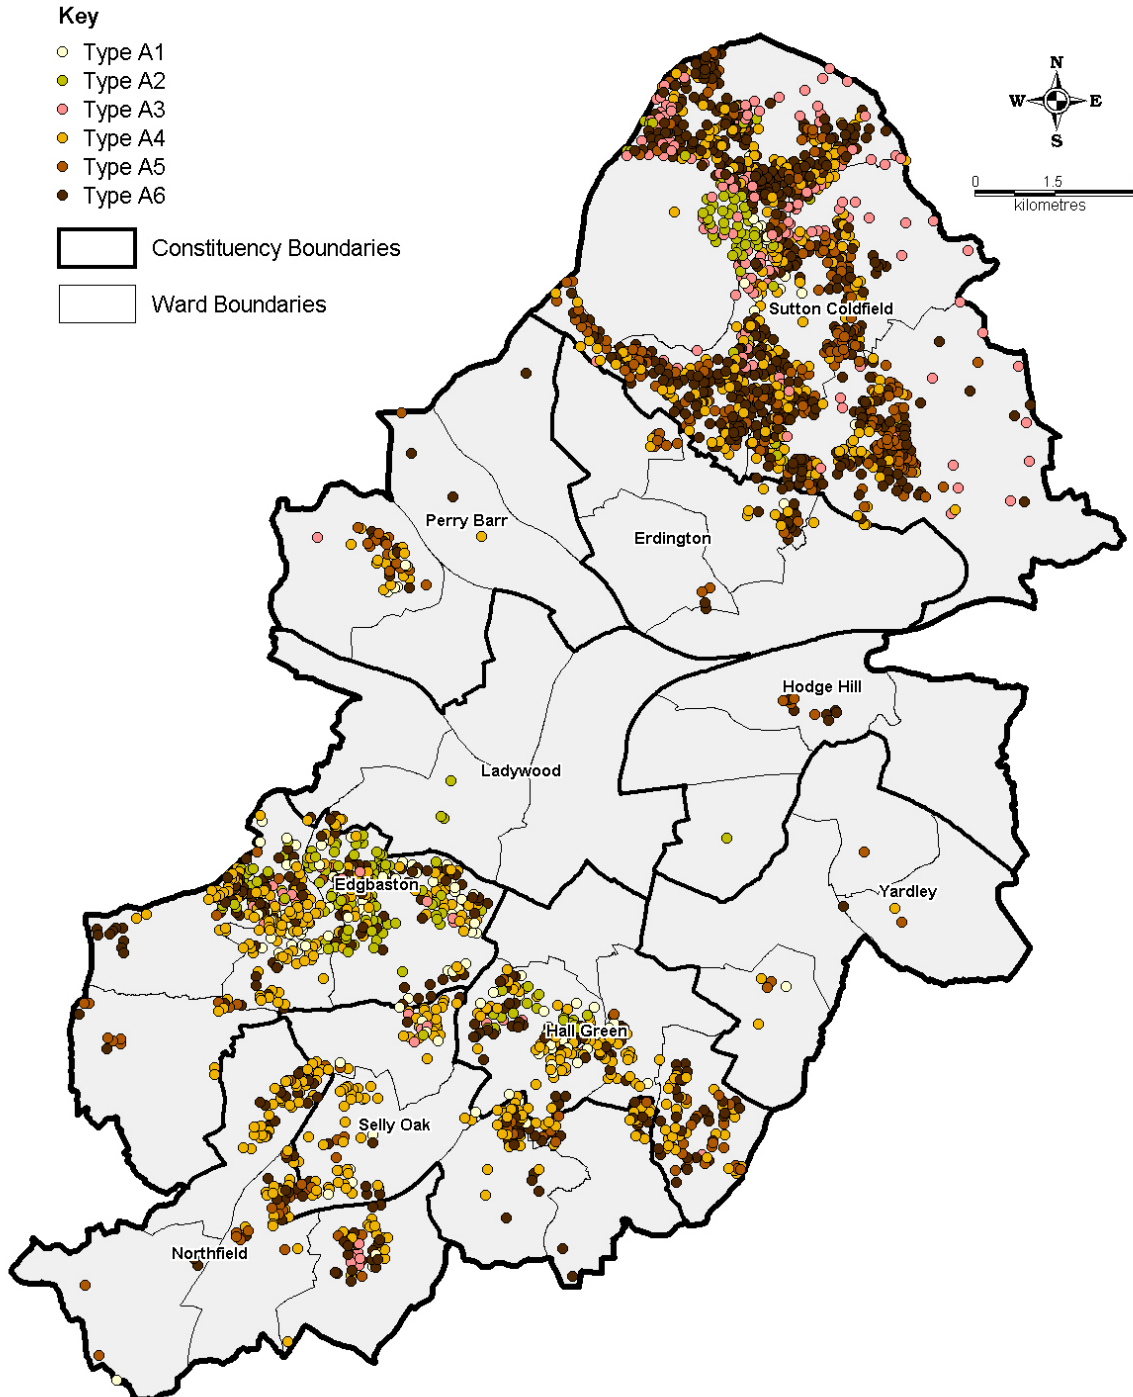 Key
Type A1
Type A2
Type A3
Type A4
Type A5
Type A6
Constituency Boundaries
Ward Boundaries
N
W E
S
0 1.5
kilometres
Sutton Coldfield
Perry Barr
Erdington
Hodge Hill
Ladywood
Edgbaston
Yardley
Hall Green
Selly Oak
Northfield